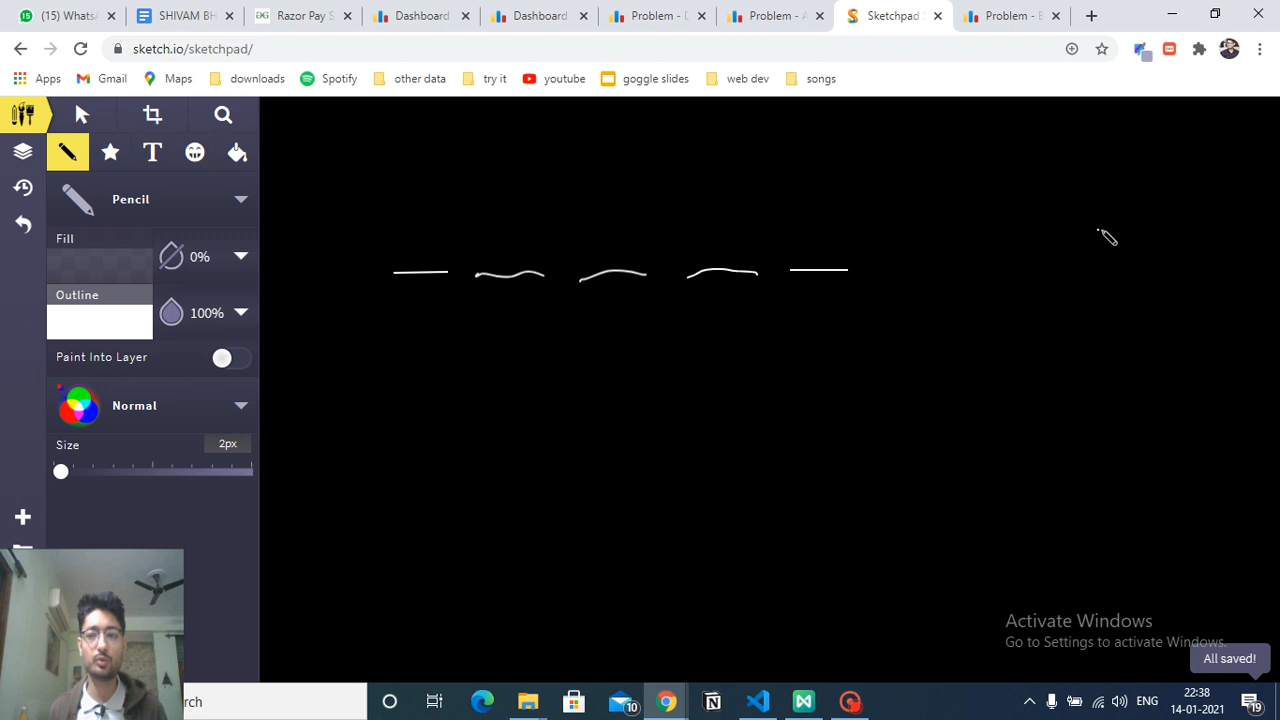 (15) WhatsA
SHIVAM BH
Razor Pay S
Dashboard
Dashboard
Problem - D
Problem - A
Sketchpad
Problem - B
sketch.io/sketchpad/
Apps
Gmail
Maps
downloads
Spotify
other data
try it
youtube
goggle slides
web dev
songs
T
Pencil
Fill
0%
Outline
100%
Paint Into Layer
Normal
Size
2px
Activate Windows
Go to Settings to activate Windows.
All saved!
rch
10
ENG
22:38
14-01-2021
19